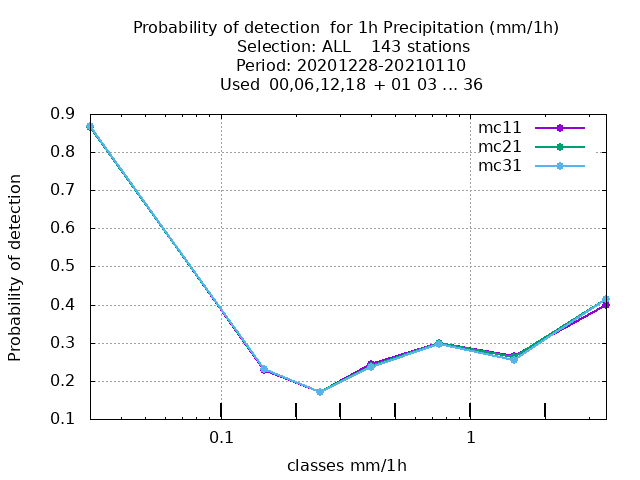 Probability of detection  for 1h Precipitation (mm/1h)
Selection: ALL    143 stations
Period: 20201228-20210110
Used  00,06,12,18  + 01 03 ... 36
mc11
mc21
mc31
0.9
0.8
0.7
0.6
0.5
0.4
0.3
0.2
0.1
Probability of detection
0.1
1
classes mm/1h